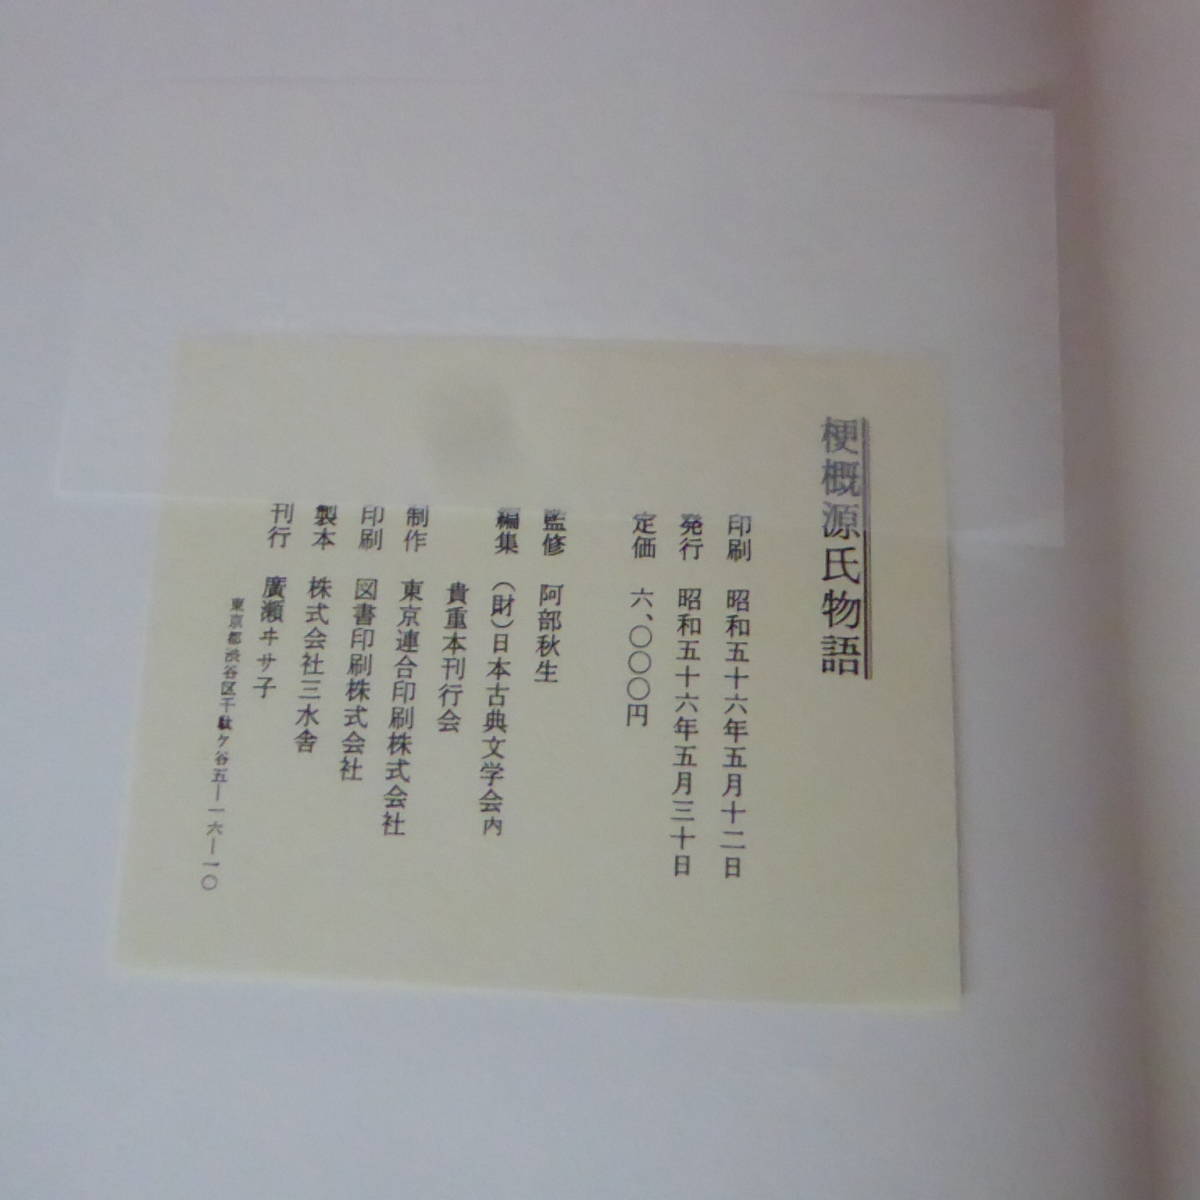 梗概源氏物語
印刷 昭和五十六年五月十二日
発行 昭和五十六年五月三十日
定価 六、〇〇〇円
監修 阿部秋生
編集 (財)日本古典文学会内
貴重本刊行会
制作 東京連合印刷株式会社
印刷 図書印刷株式会社
製本 株式会社三水舎
刊行 廣瀬ヰサ子
東京都渋谷区千駄ケ谷五―一六―一〇